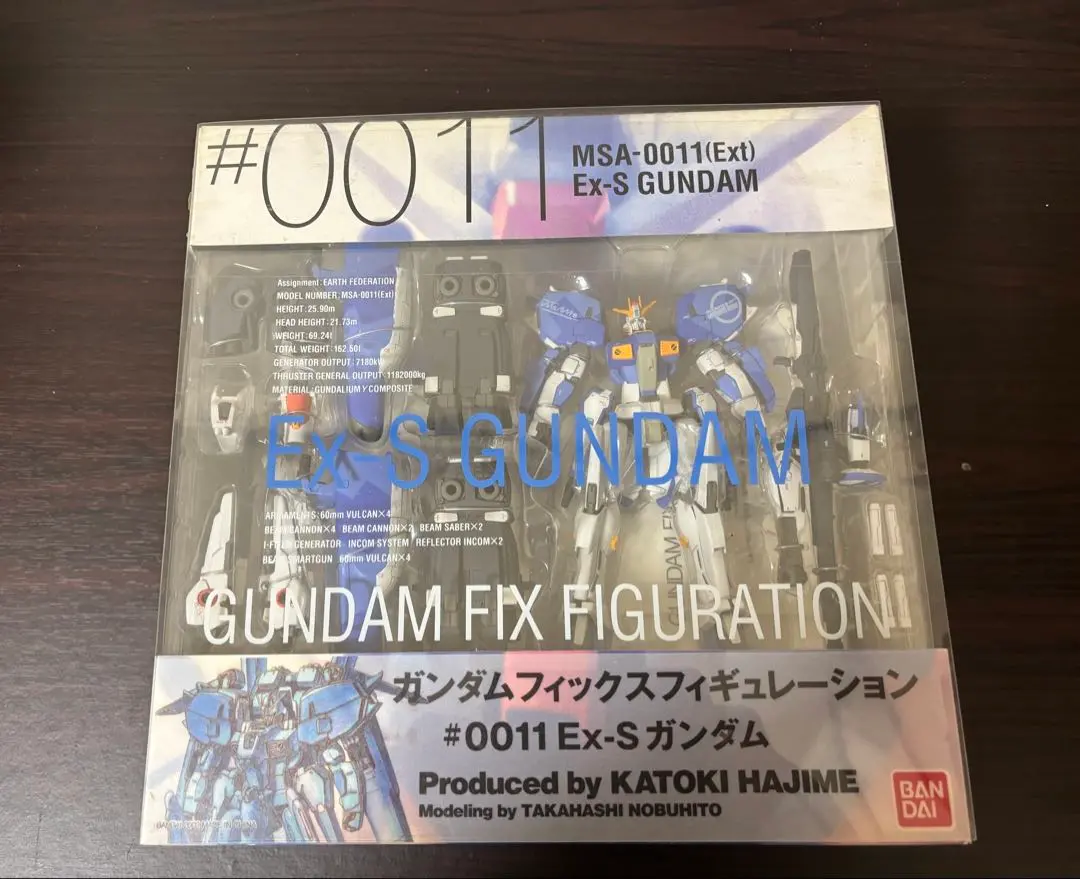 #0011
MSA-0011(Ext)
Ex-S GUNDAM
Assignment:EARTH FEDERATION
MODEL NUMBER:MSA-0011(Ext)
HEIGHT:25.90m
HEAD HEIGHT:21.73m
WEIGHT:69.24t
TOTAL WEIGHT:162.50t
GENERATOR OUTPUT:7180kW
THRUSTER GENERAL OUTPUT:1182000kg
MATERIAL:GUNDALIUM γ COMPOSITE
Ex-S GUNDAM
ARMAMENTS:60mm VULCAN×4
BEAM CANNON×4 BEAM CANNON×2 BEAM SABER×2
I-FIELD GENERATOR INCOM SYSTEM REFLECTOR INCOM×2
BEAM SMARTGUN 60mm VULCAN×4
GUNDAM FIX FIGURATION
ガンダムフィックスフィギュレーション
#0011 Ex-S ガンダム
Produced by KATOKI HAJIME
Modeling by TAKAHASHI NOBUHITO
BAN
DAI